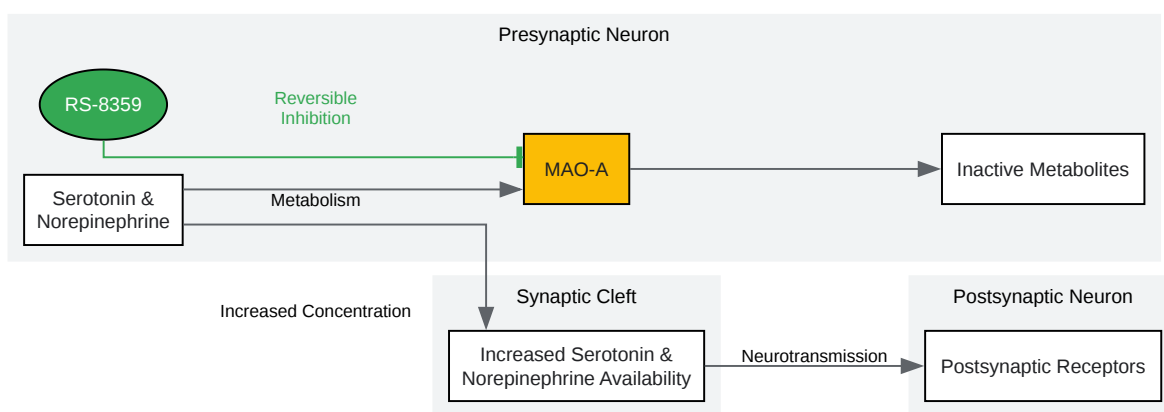 Presynaptic Neuron
RS-8359
Reversible
Inhibition
MAO-A
Inactive Metabolites
Serotonin &
Norepinephrine
Metabolism
Increased Concentration
Synaptic Cleft
Postsynaptic Neuron
Increased Serotonin &
Norepinephrine Availability
Neurotransmission
Postsynaptic Receptors